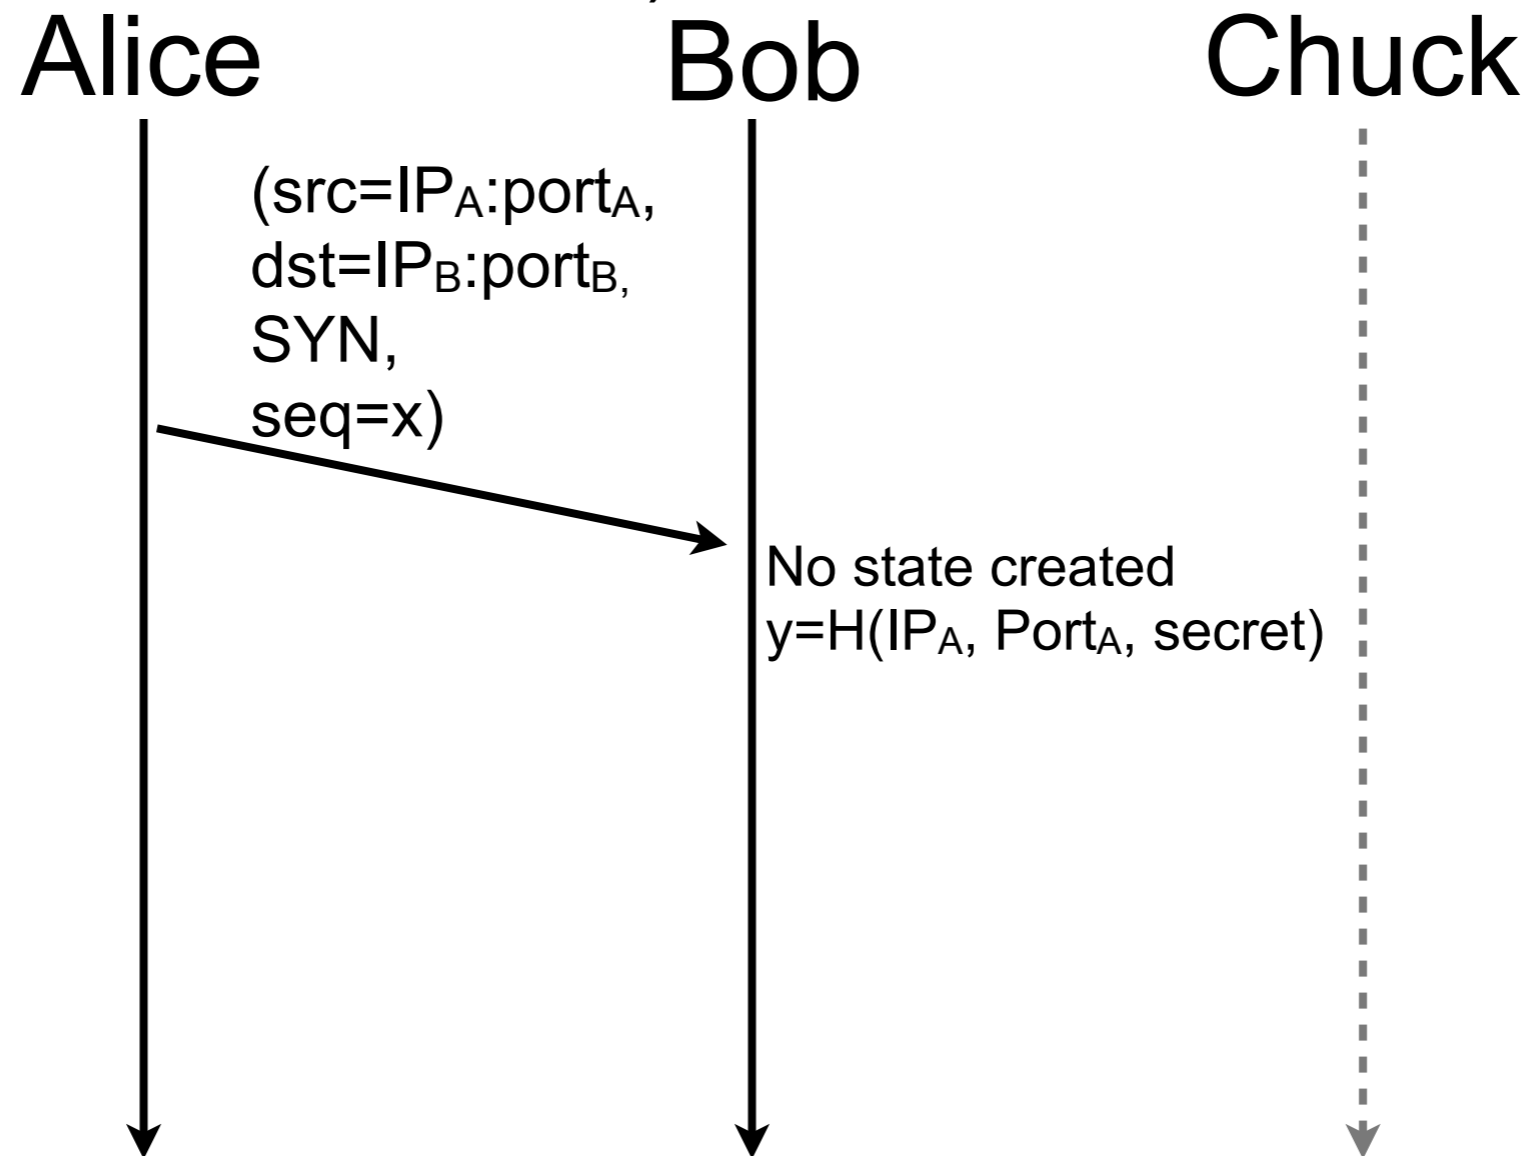 Alice
Bob
Chuck
(src=IPA:portA,
dst=IPB:portB,
SYN,
seq=x)
No state created
y=H(IPA, PortA, secret)